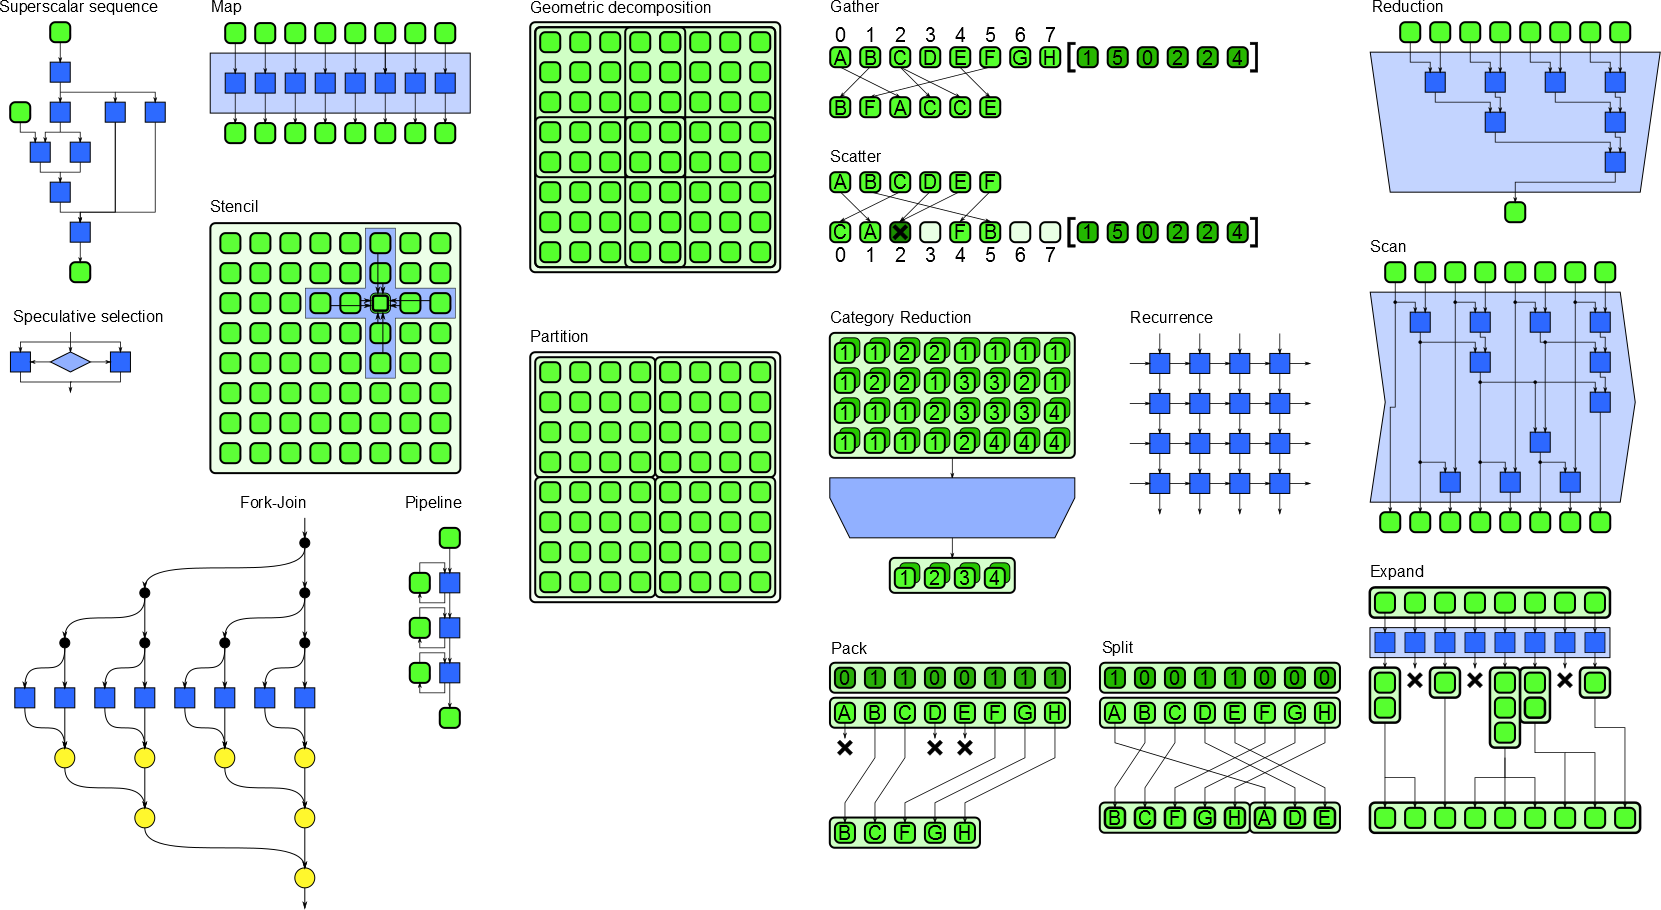 Superscalar sequence
Map
Geometric decomposition
Gather
0 1 2 3 4 5 6 7
A B C D E F G H [1 5 0 2 2 4]
B F A C C E
Reduction
Scatter
A B C D E F
C A F B [1 5 0 2 2 4]
0 1 2 3 4 5 6 7
Stencil
Scan
Speculative selection
Partition
Category Reduction
1 1 2 2 1 1 1 1
1 2 2 1 3 3 2 1
1 1 1 2 3 3 3 4
1 1 1 1 2 4 4 4
1 2 3 4
Recurrence
Fork-Join
Pipeline
Expand
Pack
0 1 1 0 0 1 1 1
A B C D E F G H
B C F G H
Split
1 0 0 1 1 0 0 0
A B C D E F G H
B C F G H A D E